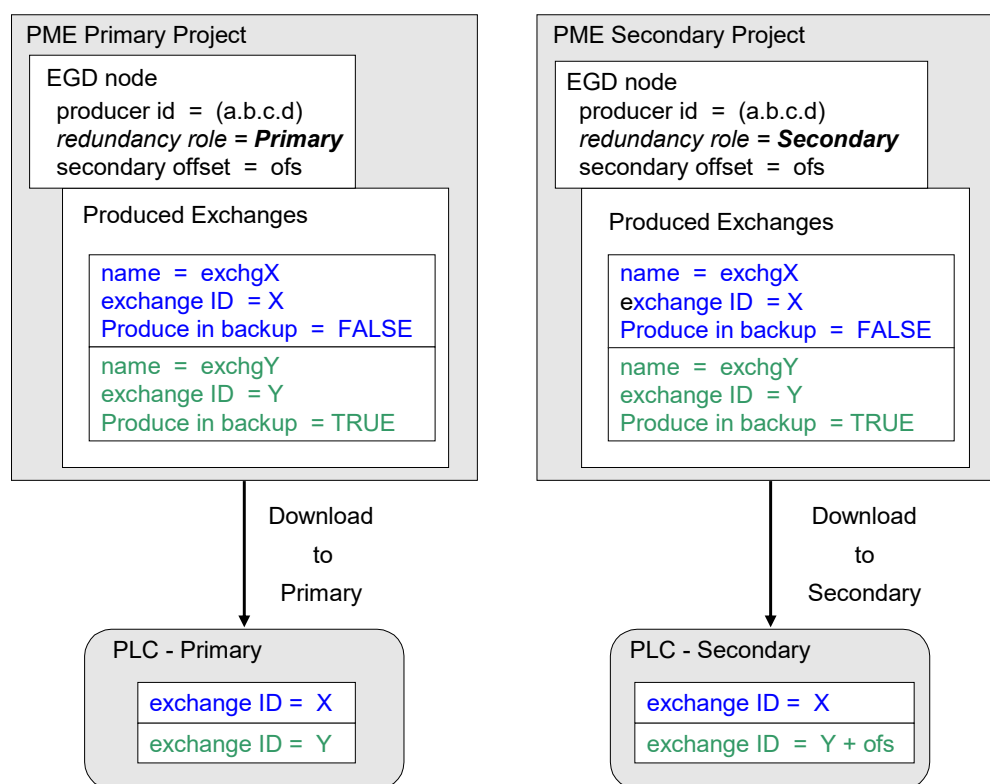 PME Primary Project
EGD node
producer id = (a.b.c.d)
redundancy role = Primary
secondary offset = ofs
Produced Exchanges
name = exchgX
exchange ID = X
Produce in backup = FALSE
name = exchgY
exchange ID = Y
Produce in backup = TRUE
Download
to
Primary
PLC - Primary
exchange ID = X
exchange ID = Y
PME Secondary Project
EGD node
producer id = (a.b.c.d)
redundancy role = Secondary
secondary offset = ofs
Produced Exchanges
name = exchgX
exchange ID = X
Produce in backup = FALSE
name = exchgY
exchange ID = Y
Produce in backup = TRUE
Download
to
Secondary
PLC - Secondary
exchange ID = X
exchange ID = Y + ofs